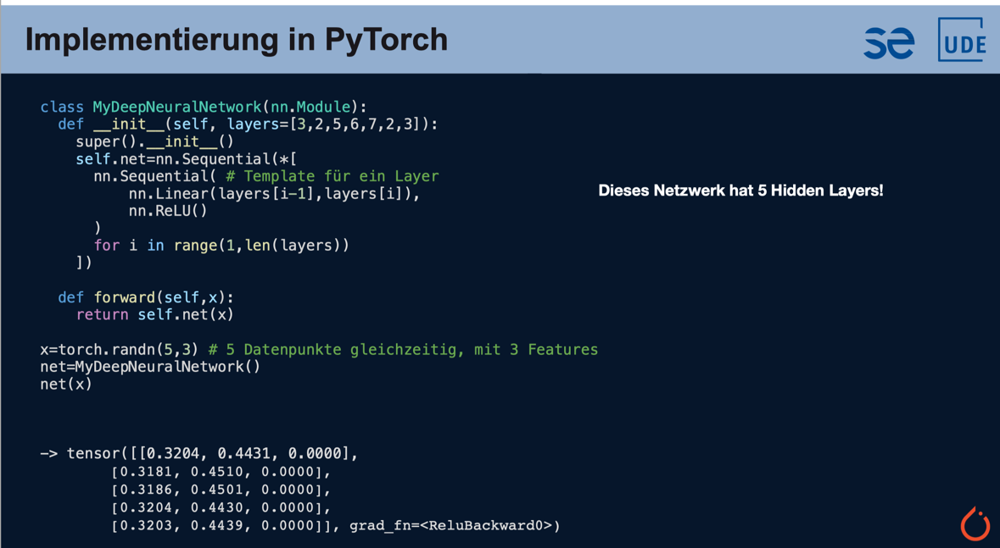 Implementierung in PyTorch
se
UDE
class MyDeepNeuralNetwork(nn.Module):
  def __init__(self, layers=[3,2,5,6,7,2,3]):
    super().__init__()
    self.net=nn.Sequential(*[
      nn.Sequential( # Template für ein Layer
          nn.Linear(layers[i-1],layers[i]),
          nn.ReLU()
      )
      for i in range(1,len(layers))
    ])
  def forward(self,x):
    return self.net(x)
x=torch.randn(5,3) # 5 Datenpunkte gleichzeitig, mit 3 Features
net=MyDeepNeuralNetwork()
net(x)
Dieses Netzwerk hat 5 Hidden Layers!
-> tensor([[0.3204, 0.4431, 0.0000],
        [0.3181, 0.4510, 0.0000],
        [0.3186, 0.4501, 0.0000],
        [0.3204, 0.4430, 0.0000],
        [0.3203, 0.4439, 0.0000]], grad_fn=<ReluBackward0>)